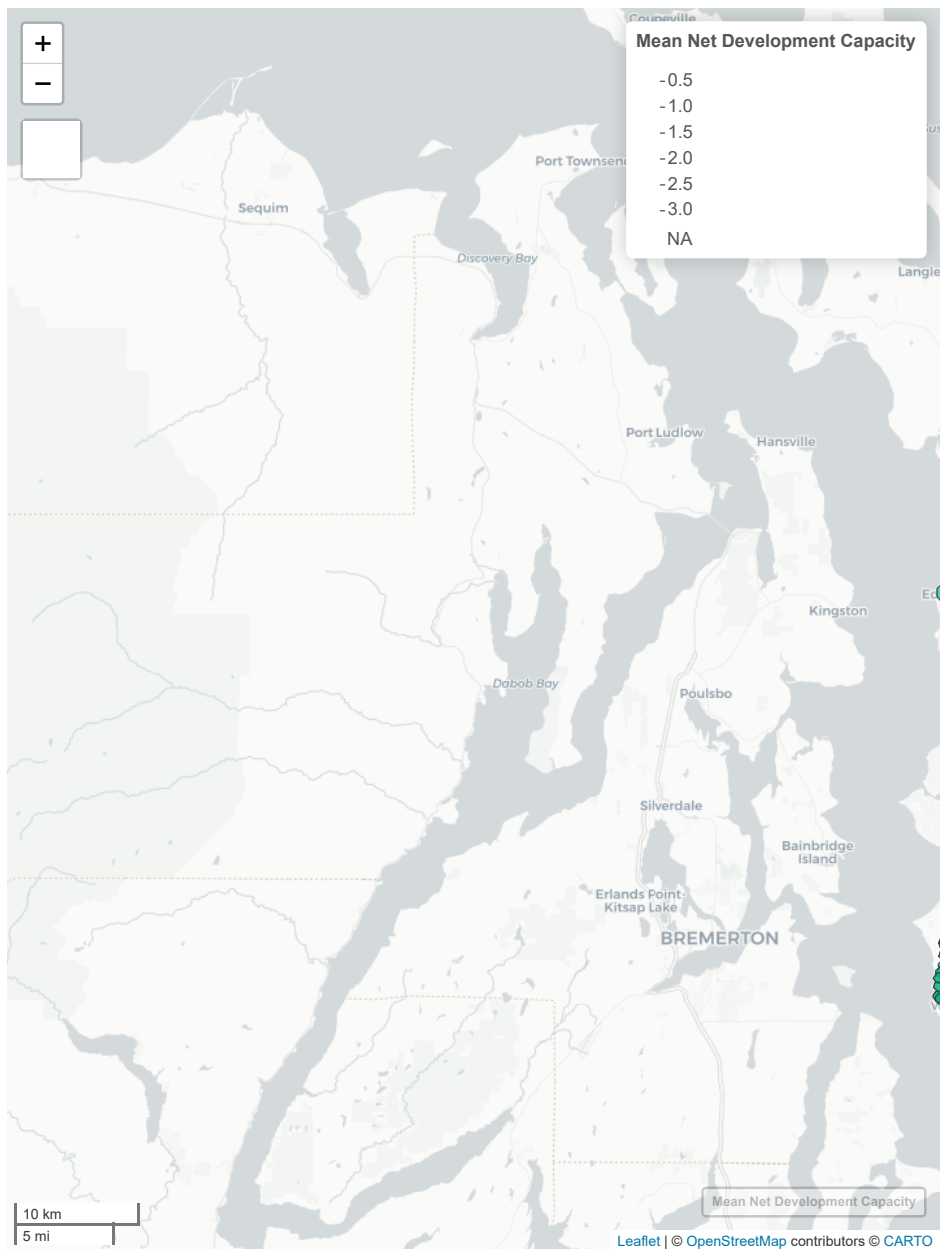 +
−
Coupeville
Mean Net Development Capacity
-0.5
-1.0
-1.5
-2.0
-2.5
-3.0
NA
Port Townsen
Sequim
Discovery Bay
Langle
Port Ludlow
Hansville
Kingston
Dabob Bay
Poulsbo
Silverdale
Bainbridge
Island
Erlands Point-
Kitsap Lake
BREMERTON
10 km
5 mi
Mean Net Development Capacity
Leaflet | © OpenStreetMap contributors © CARTO